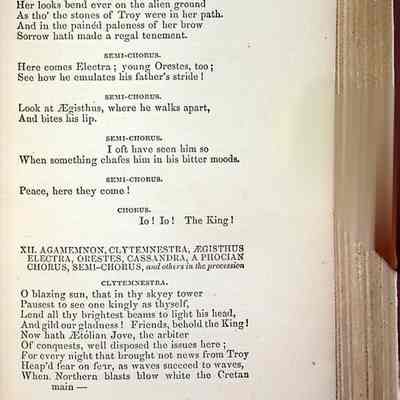 Her looks bend ever on the alien ground
As tho' the stones of Troy were in her path.
And in the painéd paleness of her brow
Sorrow hath made a regal tenement.
SEMI-CHORUS.
Here comes Electra; young Orestes, too;
See how he emulates his father's stride!
SEMI-CHORUS.
Look at Ægisthus, where he walks apart,
And bites his lip.
SEMI-CHORUS.
I oft have seen him so
When something chafes him in his bitter moods.
SEMI-CHORUS.
Peace, here they come!
CHORUS.
Io! Io! The King!
XII. AGAMEMNON, CLYTEMNESTRA, ÆGISTHUS
ELECTRA, ORESTES, CASSANDRA, A PHOCIAN
CHORUS, SEMI-CHORUS, and others in the procession
CLYTEMNESTRA.
O blazing sun, that in thy skyey tower
Pausest to see one kingly as thyself,
Lend all thy brightest beams to light his head,
And gild our gladness! Friends, behold the King!
Now hath Ætolian Jove, the arbiter
Of conquests, well disposed the issues here;
For every night that brought not news from Troy
Heap'd fear on fear, as waves succeed to waves,
When Northern blasts blow white the Cretan
main —